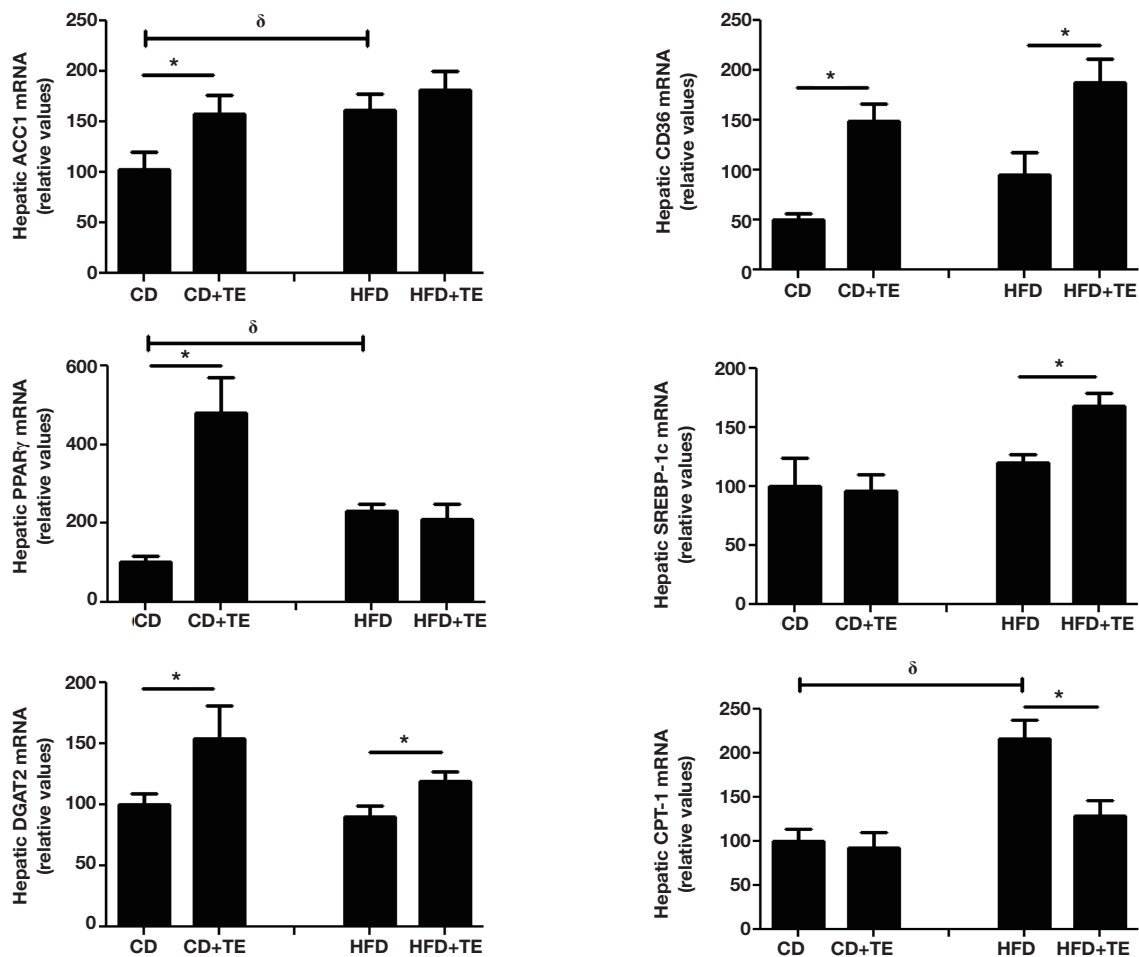 Hepatic ACC1 mRNA
(relative values)
250
200
150
100
50
0
δ
*
CD
CD+TE
HFD
HFD+TE
Hepatic CD36 mRNA
(relative values)
250
200
150
100
50
0
*
*
CD
CD+TE
HFD
HFD+TE
Hepatic PPARγ mRNA
(relative values)
600
400
200
0
δ
*
(CD
CD+TE
HFD
HFD+TE
Hepatic SREBP-1c mRNA
(relative values)
200
150
100
50
0
*
CD
CD+TE
HFD
HFD+TE
Hepatic DGAT2 mRNA
(relative values)
200
150
100
50
0
*
*
CD
CD+TE
HFD
HFD+TE
Hepatic CPT-1 mRNA
(relative values)
250
200
150
100
50
0
δ
*
CD
CD+TE
HFD
HFD+TE